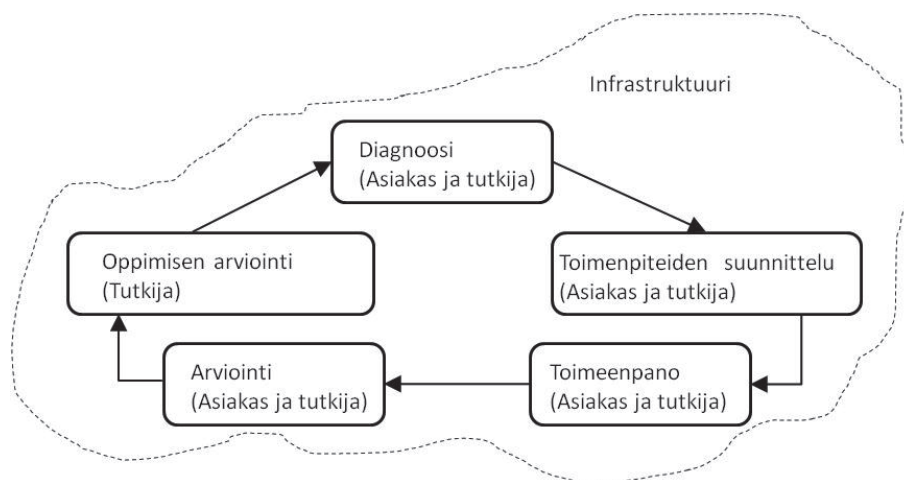 Infrastruktuuri
Diagnoosi
(Asiakas ja tutkija)
Oppimisen arviointi
(Tutkija)
Toimenpiteiden suunnittelu
(Asiakas ja tutkija)
Arviointi
(Asiakas ja tutkija)
Toimeenpano
(Asiakas ja tutkija)